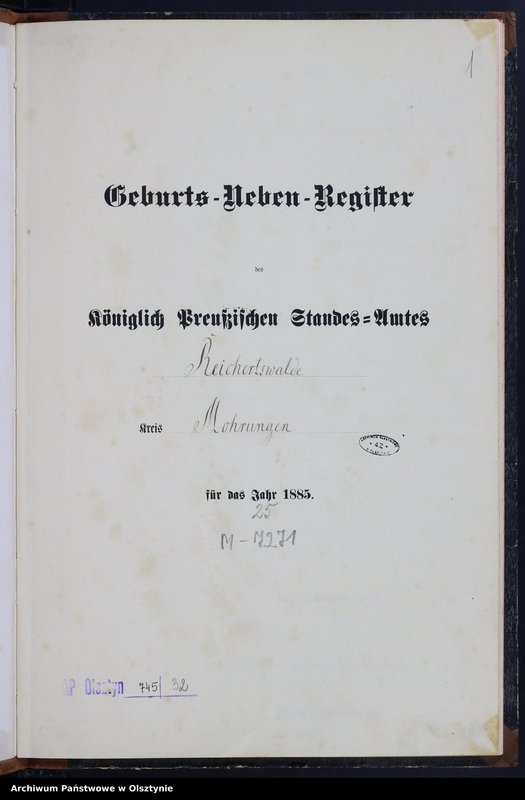 1
Geburts-Neben-Register
des
Königlich Preußischen Standes-Amtes
Reichertswalde
Kreis Mohrungen
42
für das Jahr 1885.
25
M-7271
AP Olsztyn 745 32
Archiwum Państwowe w Olsztynie